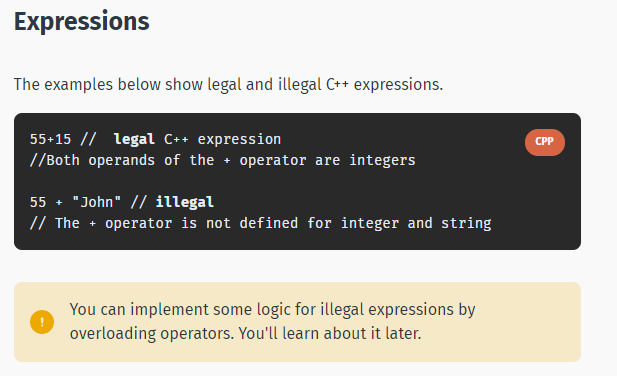 Expressions
The examples below show legal and illegal C++ expressions.
55+15 //  legal C++ expression
CPP
//Both operands of the + operator are integers
55 + "John" // illegal
// The + operator is not defined for integer and string
!
You can implement some logic for illegal expressions by
overloading operators. You'll learn about it later.